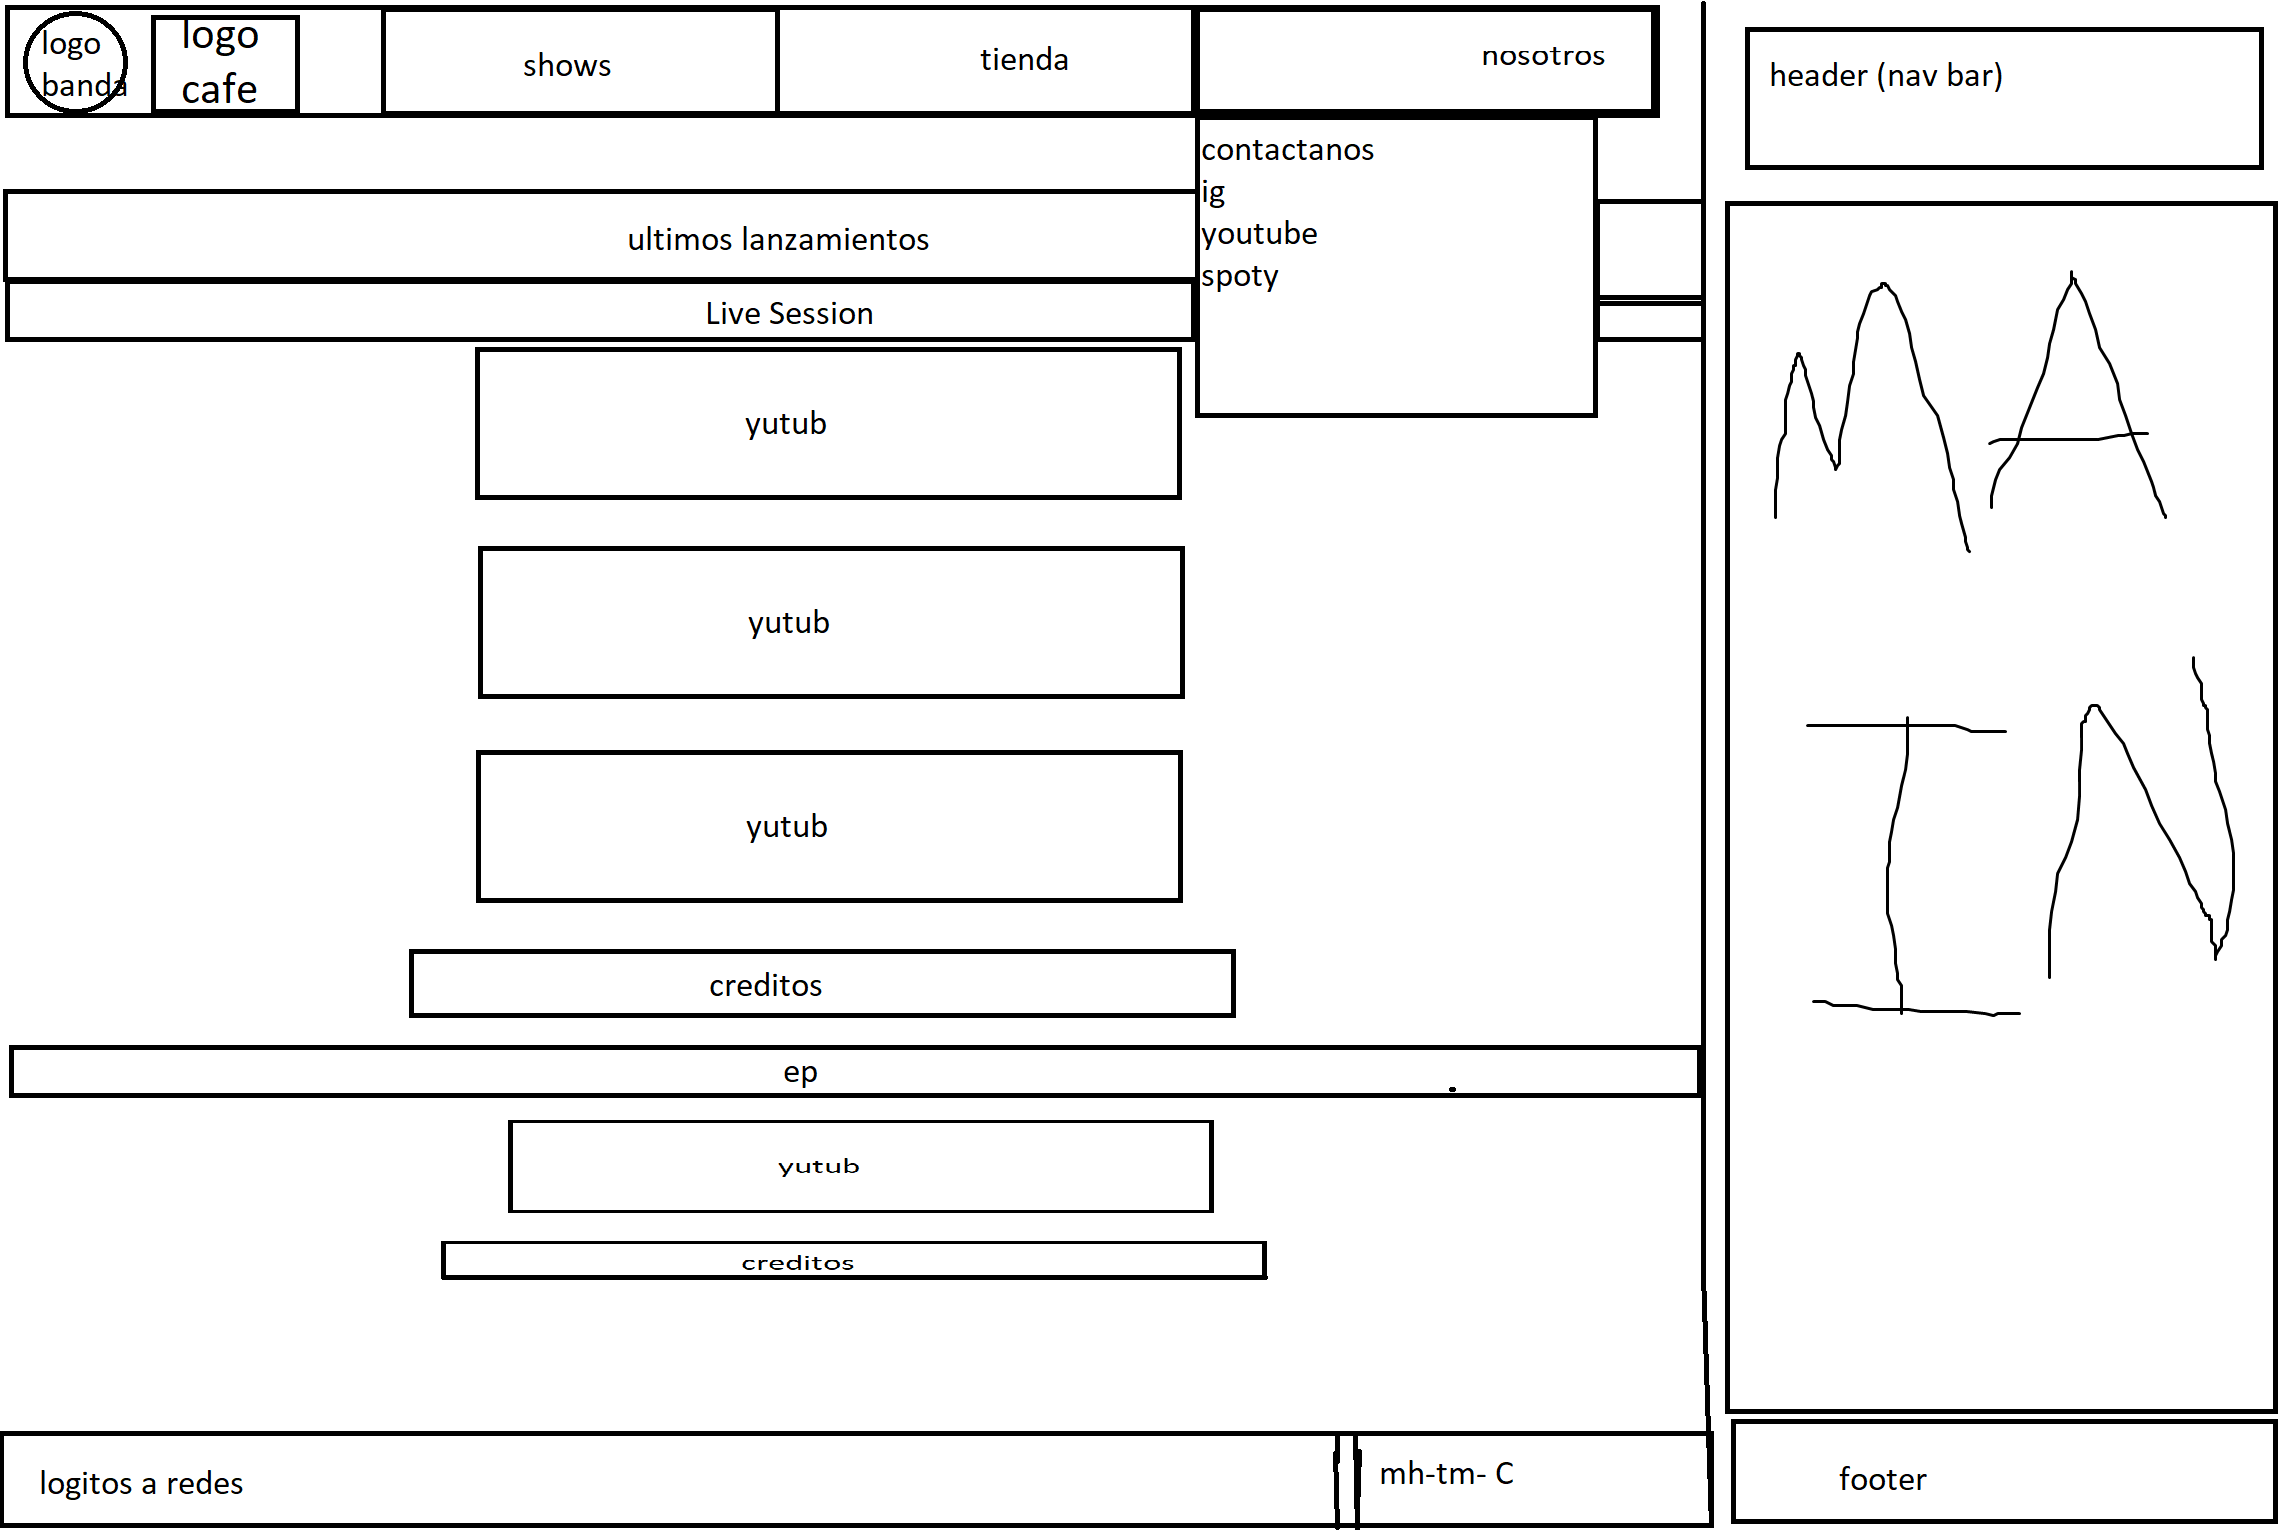 logo
banda
logo
cafe
shows
tienda
nosotros
contactanos
ig
youtube
spoty
ultimos lanzamientos
Live Session
yutub
yutub
yutub
creditos
ep
yutub
creditos
logitos a redes
mh-tm- C
header (nav bar)
MA
IN
footer